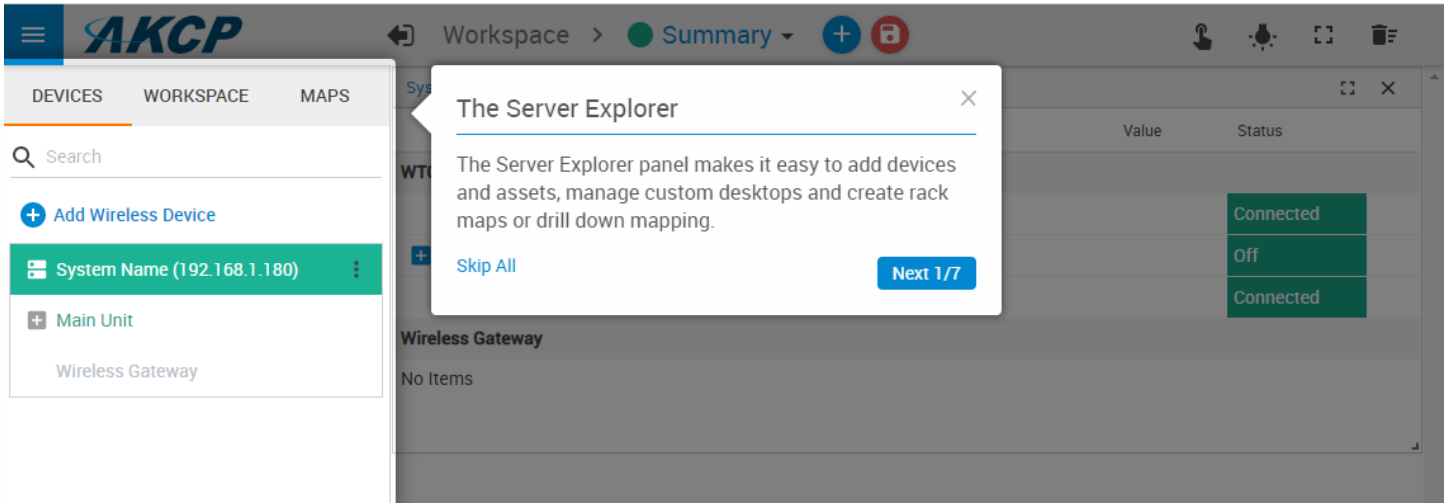 AKCP
Workspace > Summary
DEVICES WORKSPACE MAPS
Search
Add Wireless Device
System Name (192.168.1.180)
Main Unit
Wireless Gateway
The Server Explorer
The Server Explorer panel makes it easy to add devices
and assets, manage custom desktops and create rack
maps or drill down mapping.
Skip All
Next 1/7
Value Status
Connected
Off
Connected
Wireless Gateway
No Items